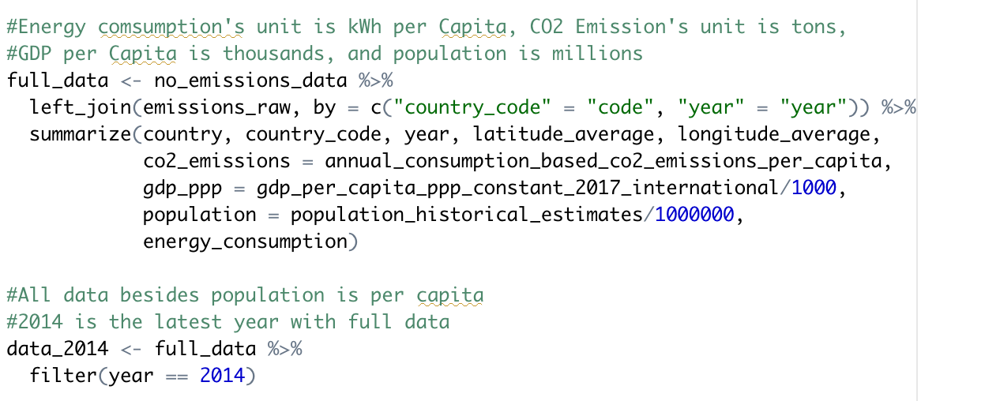 #Energy comsumption's unit is kWh per Capita, CO2 Emission's unit is tons,
#GDP per Capita is thousands, and population is millions
full_data <- no_emissions_data %>%
  left_join(emissions_raw, by = c("country_code" = "code", "year" = "year")) %>%
  summarize(country, country_code, year, latitude_average, longitude_average,
            co2_emissions = annual_consumption_based_co2_emissions_per_capita,
            gdp_ppp = gdp_per_capita_ppp_constant_2017_international/1000,
            population = population_historical_estimates/1000000,
            energy_consumption)

#All data besides population is per capita
#2014 is the latest year with full data
data_2014 <- full_data %>%
  filter(year == 2014)